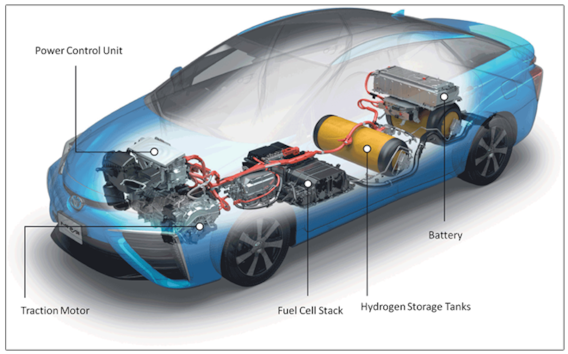 Power Control Unit
Battery
Traction Motor
Fuel Cell Stack
Hydrogen Storage Tanks